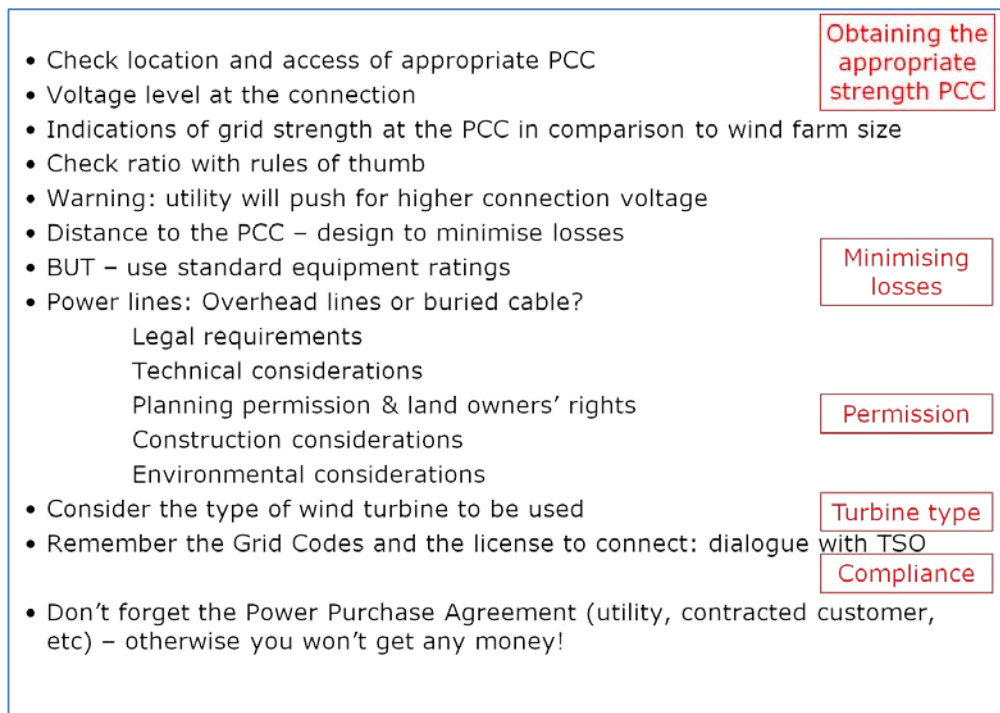 Obtaining the
appropriate
strength PCC
• Check location and access of appropriate PCC
• Voltage level at the connection
• Indications of grid strength at the PCC in comparison to wind farm size
• Check ratio with rules of thumb
• Warning: utility will push for higher connection voltage
• Distance to the PCC – design to minimise losses
Minimising
losses
• BUT – use standard equipment ratings
• Power lines: Overhead lines or buried cable?
Legal requirements
Technical considerations
Planning permission & land owners' rights
Permission
Construction considerations
Environmental considerations
• Consider the type of wind turbine to be used
Turbine type
• Remember the Grid Codes and the license to connect: dialogue with TSO
Compliance
• Don't forget the Power Purchase Agreement (utility, contracted customer,
etc) – otherwise you won't get any money!